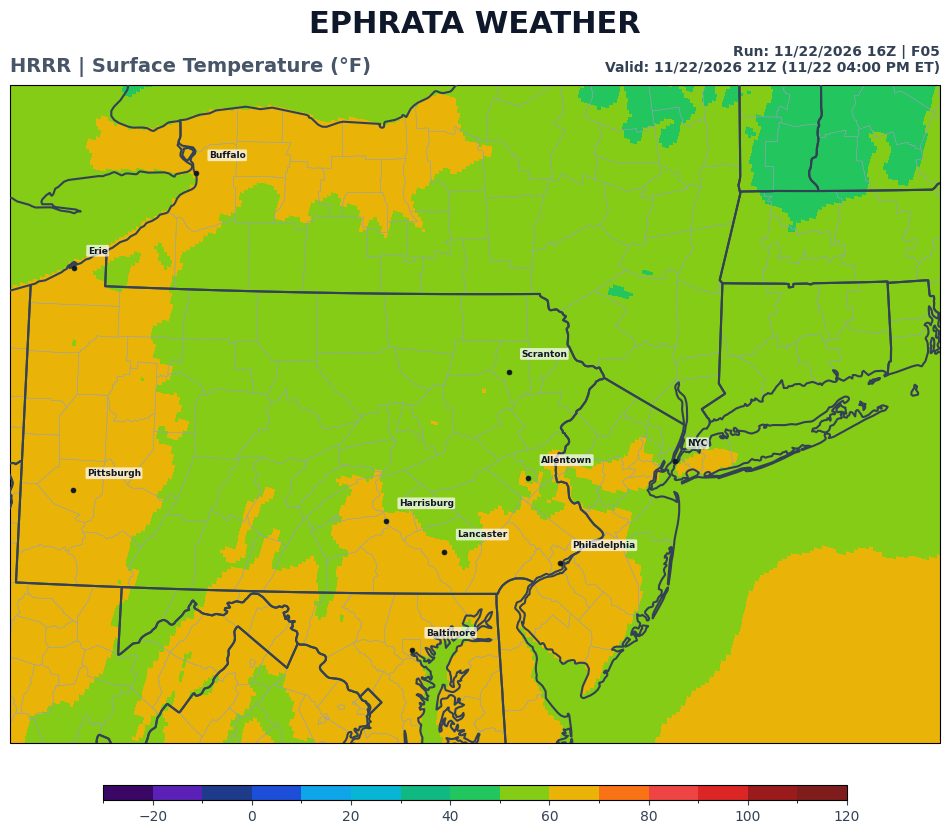 EPHRATA WEATHER
HRRR | Surface Temperature (°F)
Run: 11/22/2026 16Z | F05
Valid: 11/22/2026 21Z (11/22 04:00 PM ET)
Buffalo
Erie
Scranton
NYC
Allentown
Pittsburgh
Harrisburg
Lancaster
Philadelphia
Baltimore
−20 0 20 40 60 80 100 120